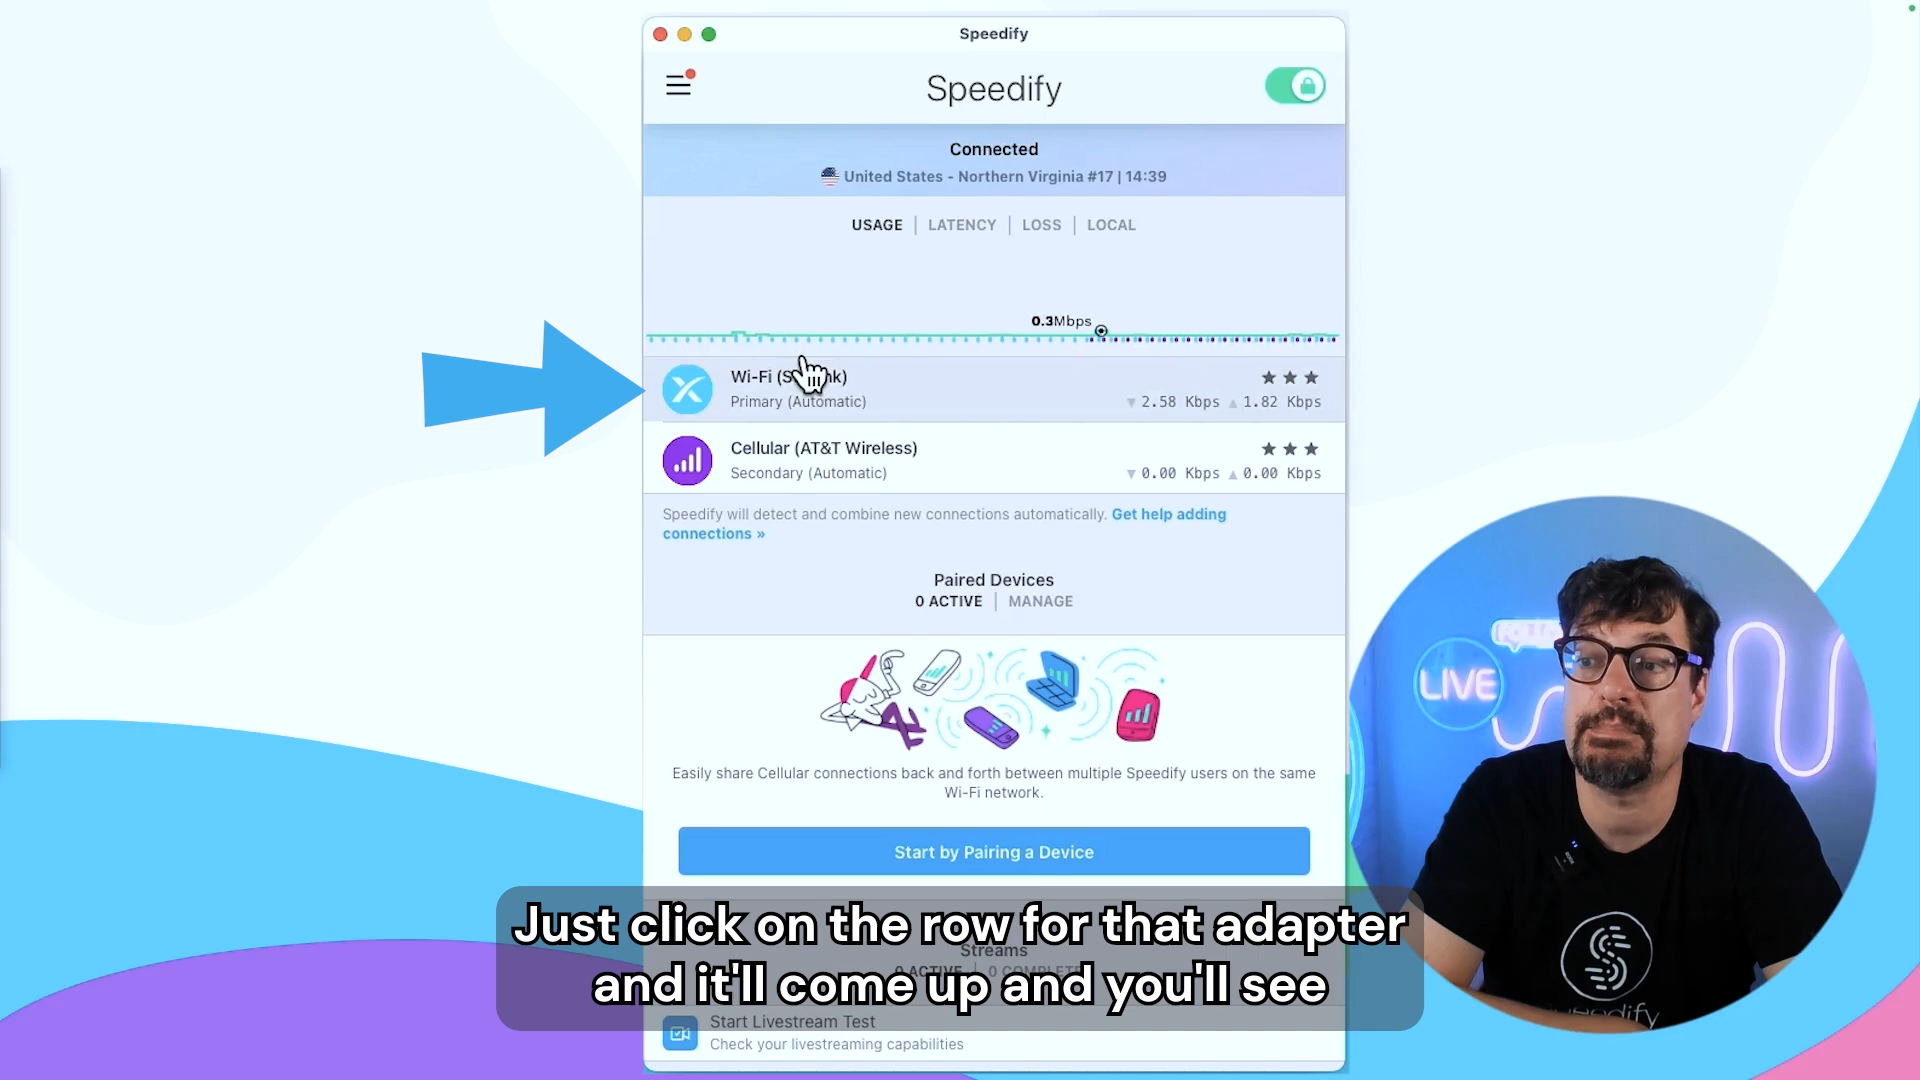 Speedify
Speedify
Connected
United States - Northern Virginia #17 | 14:39
USAGE | LATENCY | LOSS | LOCAL
0.3Mbps
Wi-Fi
Primary (Automatic)
2.58 Kbps 1.82 Kbps
Cellular (AT&T Wireless)
Secondary (Automatic)
0.00 Kbps 0.00 Kbps
Speedify will detect and combine new connections automatically. Get help adding
connections »
Paired Devices
0 ACTIVE | MANAGE
Easily share Cellular connections back and forth between multiple Speedify users on the same
Wi-Fi network.
Start by Pairing a Device
LIVE
Just click on the row for that adapter
and it'll come up and you'll see
Streams
0 ACTIVE
Start Livestream Test
Check your livestreaming capabilities